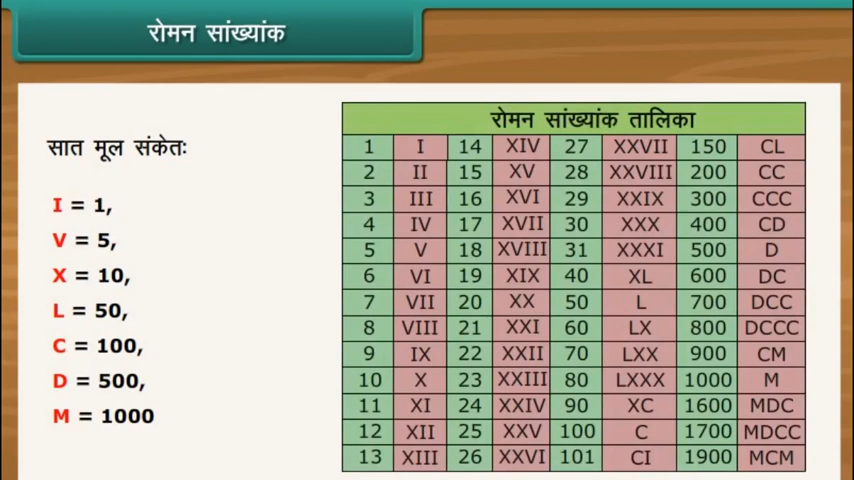 रोमन सांख्यांक
सात मूल संकेतः
I = 1,
V = 5,
X = 10,
L = 50,
C = 100,
D = 500,
M = 1000
रोमन सांख्यांक तालिका
1 I 14 XIV 27 XXVII 150 CL
2 II 15 XV 28 XXVIII 200 CC
3 III 16 XVI 29 XXIX 300 CCC
4 IV 17 XVII 30 XXX 400 CD
5 V 18 XVIII 31 XXXI 500 D
6 VI 19 XIX 40 XL 600 DC
7 VII 20 XX 50 L 700 DCC
8 VIII 21 XXI 60 LX 800 DCCC
9 IX 22 XXII 70 LXX 900 CM
10 X 23 XXIII 80 LXXX 1000 M
11 XI 24 XXIV 90 XC 1600 MDC
12 XII 25 XXV 100 C 1700 MDCC
13 XIII 26 XXVI 101 CI 1900 MCM